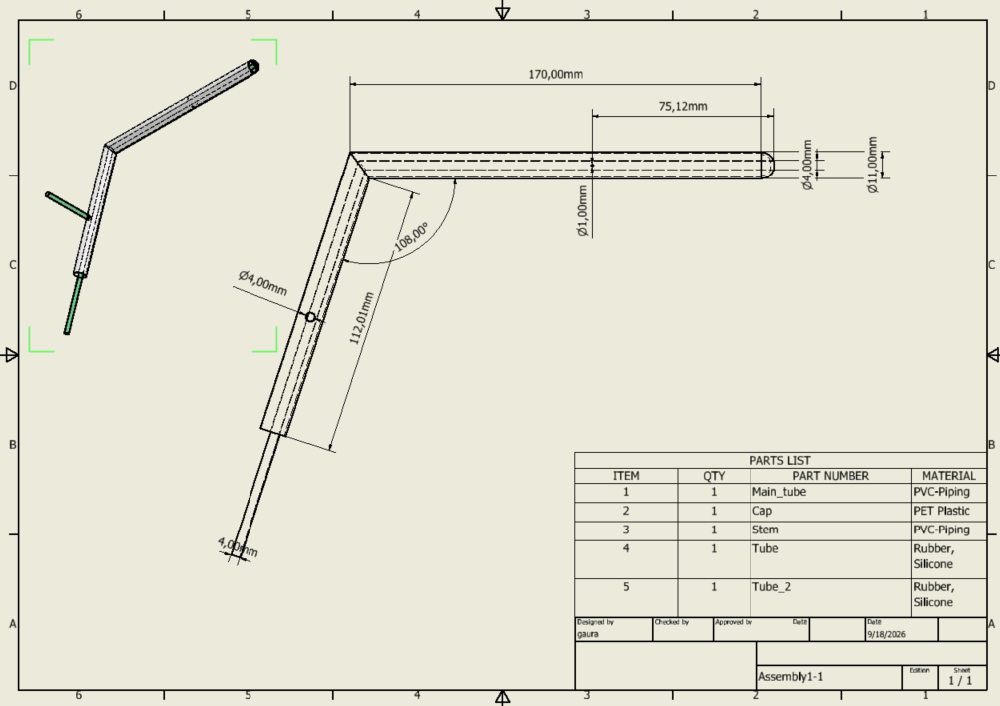 6 5 4 3 2 1
D D
170,00mm
75,12mm
Ø4,00mm
Ø11,00mm
Ø1,00mm
108,00°
C C
Ø4,00mm
112,01mm
B B
4,00mm
PARTS LIST
ITEM QTY PART NUMBER MATERIAL
1 1 Main_tube PVC-Piping
2 1 Cap PET Plastic
3 1 Stem PVC-Piping
4 1 Tube Rubber,
Silicone
5 1 Tube_2 Rubber,
Silicone
A A
Designed by Checked by Approved by Date Date
gaura 9/18/2026
Assembly1-1 Edition Sheet
1 / 1
6 5 4 3 2 1